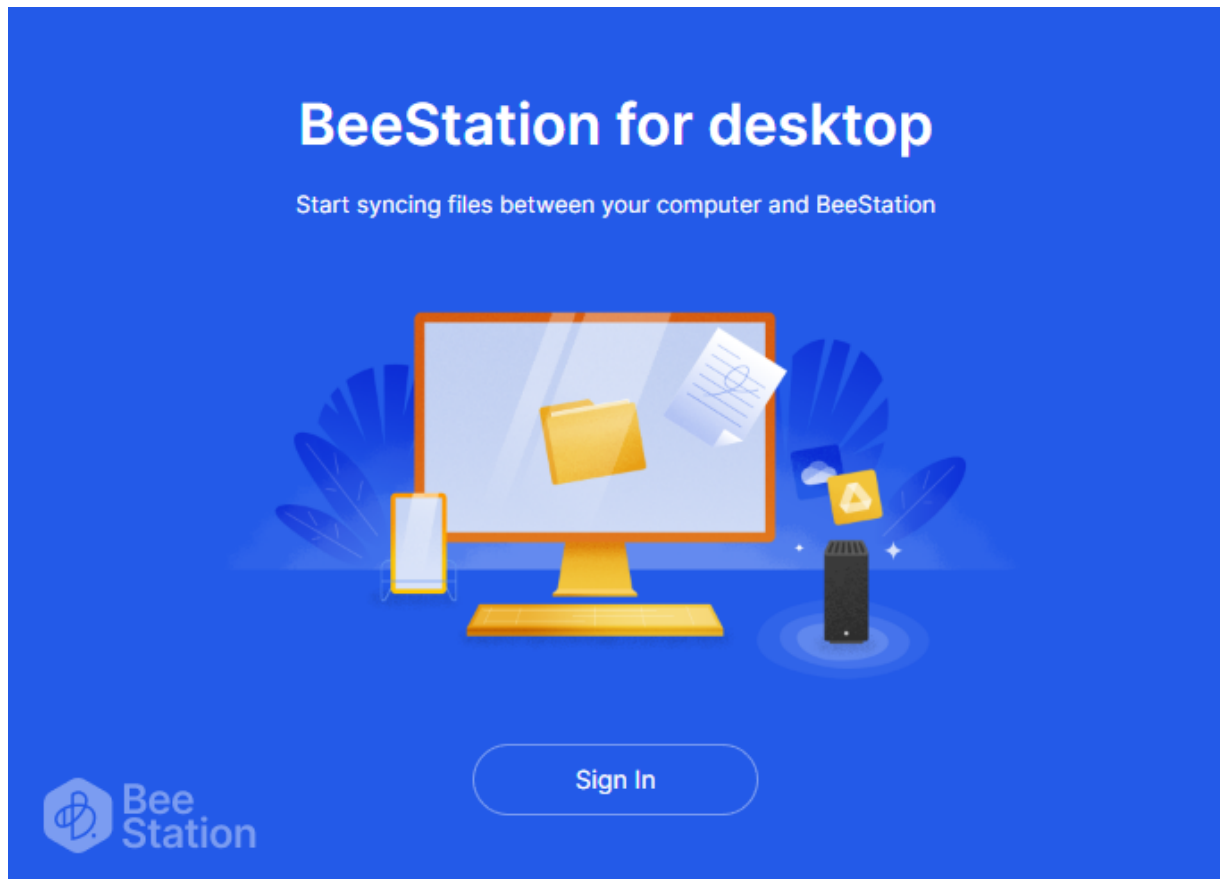 BeeStation for desktop
Start syncing files between your computer and BeeStation
Sign In
Bee
Station